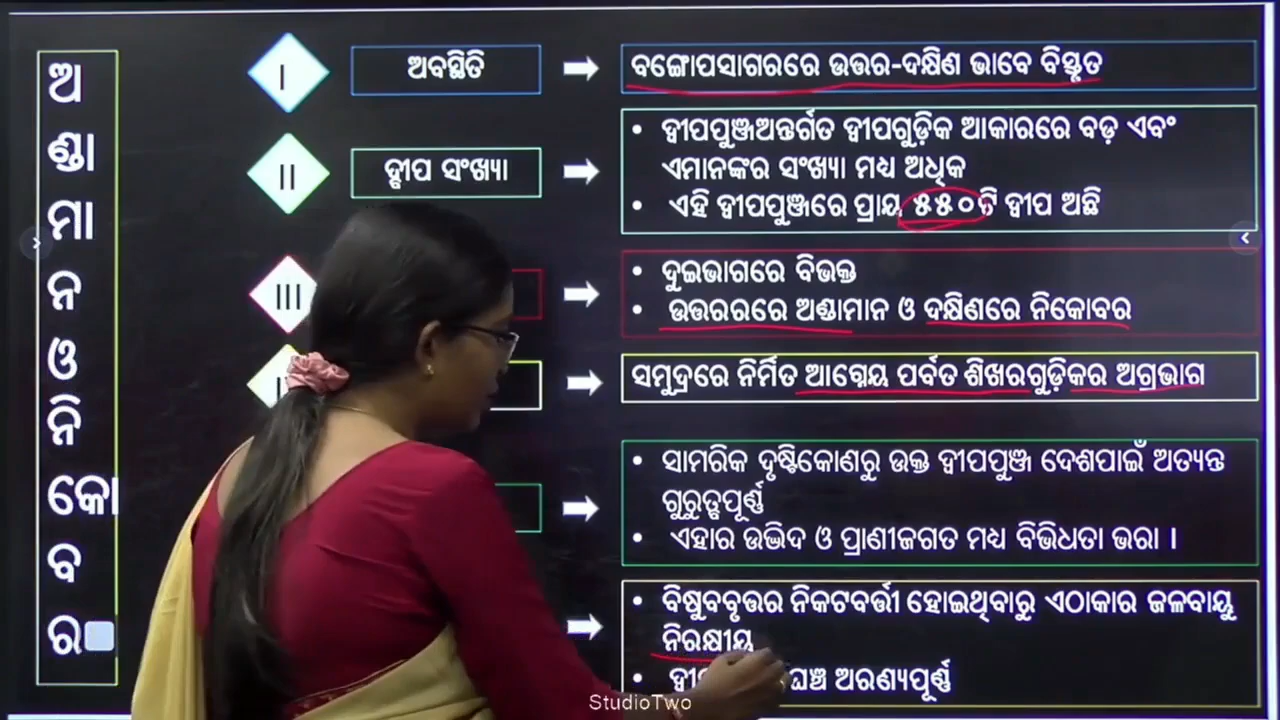 ଅ
ଣ୍ଡା
ମା
ନ
ଓ
ନି
କୋ
ବ
ର
I
ଅବସ୍ଥିତି
ବଙ୍ଗୋପସାଗରରେ ଉତ୍ତର-ଦକ୍ଷିଣ ଭାବେ ବିସ୍ତୃତ
II
ଦ୍ବୀପ ସଂଖ୍ୟା
• ଦ୍ୱୀପପୁଞ୍ଜଅନ୍ତର୍ଗତ ଦ୍ୱୀପଗୁଡ଼ିକ ଆକାରରେ ବଡ଼ ଏବଂ
ଏମାନଙ୍କର ସଂଖ୍ୟା ମଧ୍ୟ ଅଧିକ
• ଏହି ଦ୍ୱୀପପୁଞ୍ଜରେ ପ୍ରାୟ ୫୫୦ଟି ଦ୍ୱୀପ ଅଛି
III
• ଦୁଇଭାଗରେ ବିଭକ୍ତ
• ଉତ୍ତରରରେ ଅଣ୍ଡାମାନ ଓ ଦକ୍ଷିଣରେ ନିକୋବର
ସମୁଦ୍ରରେ ନିର୍ମିତ ଆଗ୍ନେୟ ପର୍ବତ ଶିଖରଗୁଡ଼ିକର ଅଗ୍ରଭାଗ
• ସାମରିକ ଦୃଷ୍ଟିକୋଣରୁ ଉକ୍ତ ଦ୍ୱୀପପୁଞ୍ଜ ଦେଶପାଇଁ ଅତ୍ୟନ୍ତ
ଗୁରୁତ୍ବପୂର୍ଣ୍ଣ
• ଏହାର ଉଦ୍ଭିଦ ଓ ପ୍ରାଣୀଜଗତ ମଧ୍ୟ ବିଭିଧତା ଭରା ।
• ବିଷୁବବୃତ୍ତର ନିକଟବର୍ତ୍ତୀ ହୋଇଥିବାରୁ ଏଠାକାର ଜଳବାୟୁ
ନିରକ୍ଷୀୟ
• ଅରଣ୍ୟପୂର୍ଣ୍ଣ
StudioTwo